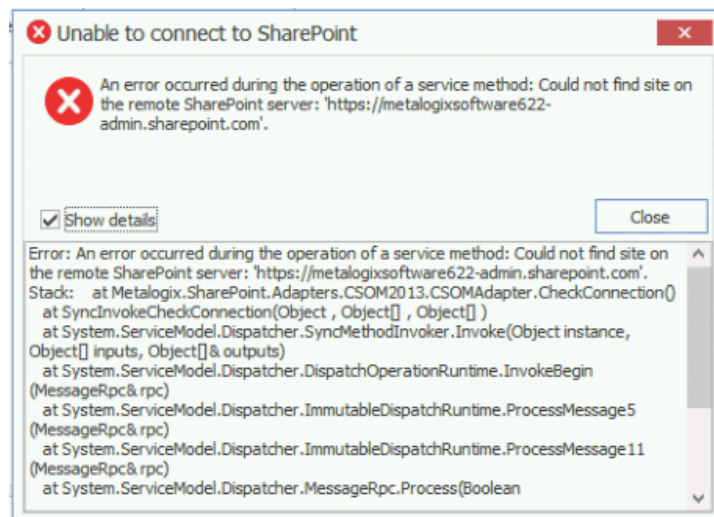 Unable to connect to SharePoint
An error occurred during the operation of a service method: Could not find site on
the remote SharePoint server: 'https://metalogixsoftware622-
admin.sharepoint.com'.
Show details
Close
Error: An error occurred during the operation of a service method: Could not find site on
the remote SharePoint server: 'https://metalogixsoftware622-admin.sharepoint.com'.
Stack: at Metalogix.SharePoint.Adapters.CSOM2013.CSOMAdapter.CheckConnection()
at SyncInvokeCheckConnection(Object , Object[] , Object[] )
at System.ServiceModel.Dispatcher.SyncMethodInvoker.Invoke(Object instance,
Object[] inputs, Object[]& outputs)
at System.ServiceModel.Dispatcher.DispatchOperationRuntime.InvokeBegin
(MessageRpc& rpc)
at System.ServiceModel.Dispatcher.ImmutableDispatchRuntime.ProcessMessage5
(MessageRpc& rpc)
at System.ServiceModel.Dispatcher.ImmutableDispatchRuntime.ProcessMessage11
(MessageRpc& rpc)
at System.ServiceModel.Dispatcher.MessageRpc.Process(Boolean